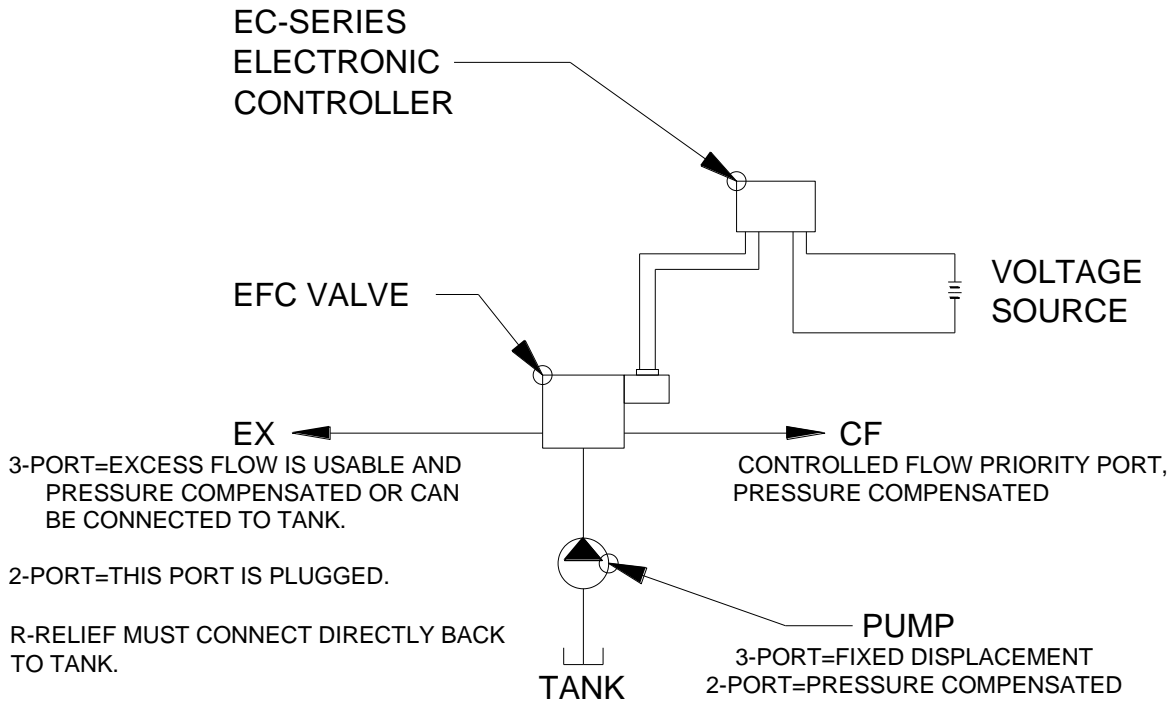 EC-SERIES
ELECTRONIC
CONTROLLER
VOLTAGE
SOURCE
EFC VALVE
EX
3-PORT=EXCESS FLOW IS USABLE AND
PRESSURE COMPENSATED OR CAN
BE CONNECTED TO TANK.
2-PORT=THIS PORT IS PLUGGED.
R-RELIEF MUST CONNECT DIRECTLY BACK
TO TANK.
CF
CONTROLLED FLOW PRIORITY PORT,
PRESSURE COMPENSATED
PUMP
3-PORT=FIXED DISPLACEMENT
2-PORT=PRESSURE COMPENSATED
TANK